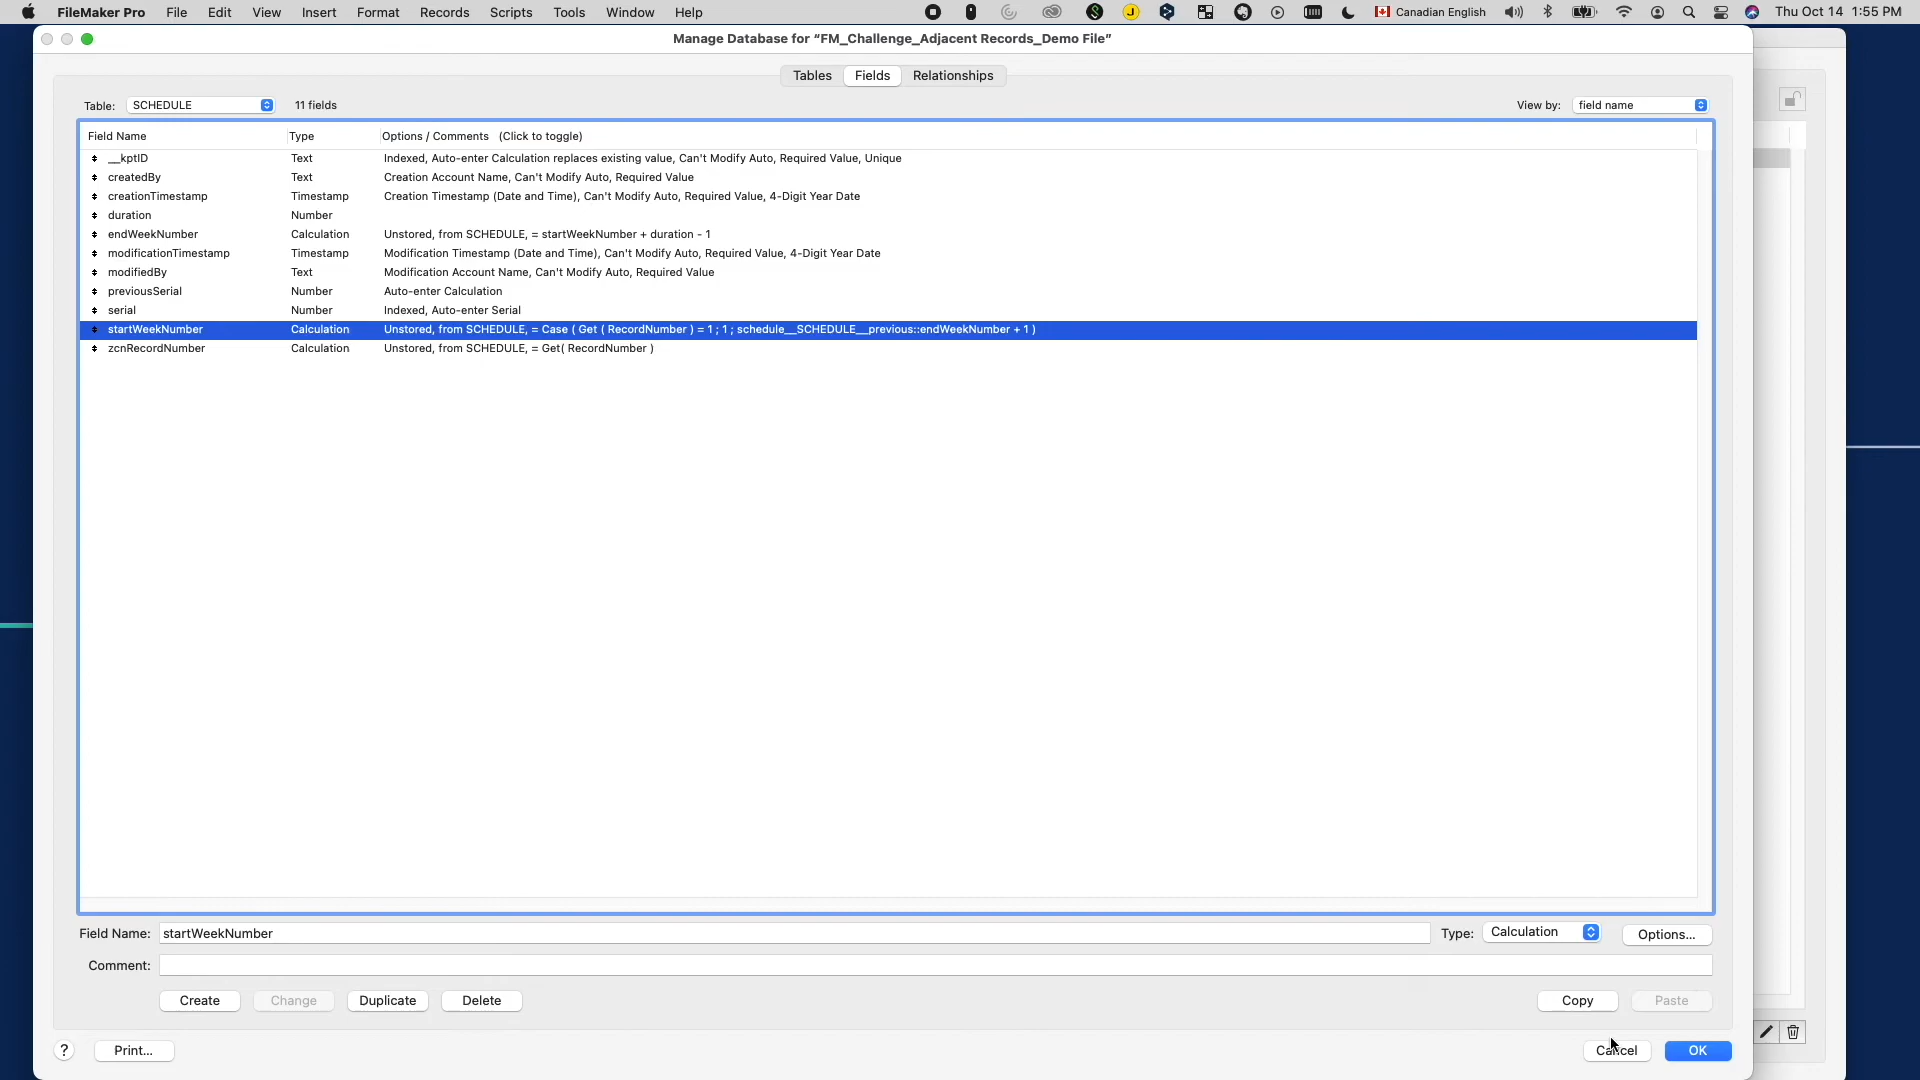 FileMaker Pro File Edit View Insert Format Records Scripts Tools Window Help J Canadian English Thu Oct 14 1:55 PM
Manage Database for “FM_Challenge_Adjacent Records_Demo File”
Tables Fields Relationships
Table: SCHEDULE 11 fields View by: field name
Field Name Type Options / Comments (Click to toggle)
__kptID Text Indexed, Auto-enter Calculation replaces existing value, Can't Modify Auto, Required Value, Unique
createdBy Text Creation Account Name, Can't Modify Auto, Required Value
creationTimestamp Timestamp Creation Timestamp (Date and Time), Can't Modify Auto, Required Value, 4-Digit Year Date
duration Number
endWeekNumber Calculation Unstored, from SCHEDULE, = startWeekNumber + duration - 1
modificationTimestamp Timestamp Modification Timestamp (Date and Time), Can't Modify Auto, Required Value, 4-Digit Year Date
modifiedBy Text Modification Account Name, Can't Modify Auto, Required Value
previousSerial Number Auto-enter Calculation
serial Number Indexed, Auto-enter Serial
startWeekNumber Calculation Unstored, from SCHEDULE, = Case ( Get ( RecordNumber ) = 1 ; 1 ; schedule__SCHEDULE__previous::endWeekNumber + 1 )
zcnRecordNumber Calculation Unstored, from SCHEDULE, = Get( RecordNumber )
Field Name: startWeekNumber Type: Calculation Options...
Comment:
Create Change Duplicate Delete Copy Paste
? Print... Cancel OK